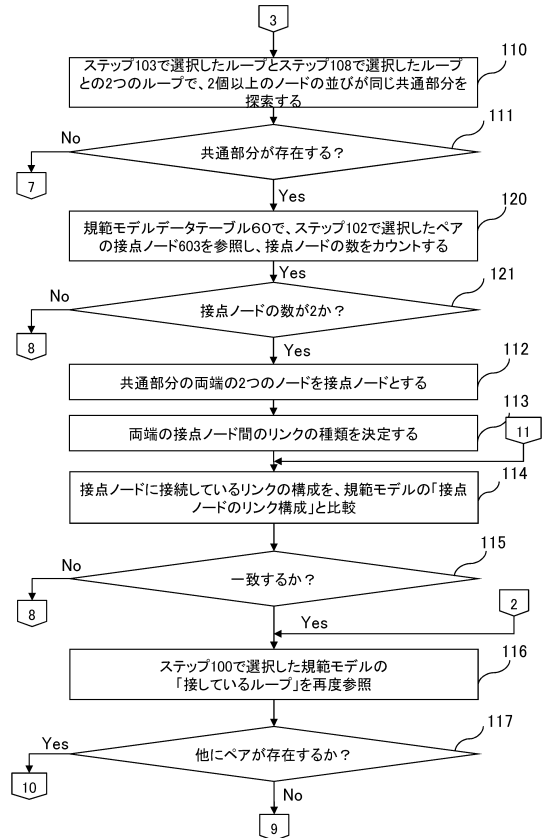 3
110
ステップ103で選択したループとステップ108で選択したループ
との2つのループで、2個以上のノードの並びが同じ共通部分を
探索する
111
No
共通部分が存在する？
7
Yes
120
規範モデルデータテーブル60で、ステップ102で選択したペア
の接点ノード603を参照し、接点ノードの数をカウントする
Yes
121
No
接点ノードの数が2か？
8
Yes
112
共通部分の両端の2つのノードを接点ノードとする
113
両端の接点ノード間のリンクの種類を決定する
11
114
接点ノードに接続しているリンクの構成を、規範モデルの「接点
ノードのリンク構成」と比較
115
No
一致するか？
8
2
Yes
116
ステップ100で選択した規範モデルの
「接しているループ」を再度参照
117
Yes
他にペアが存在するか？
10
No
9